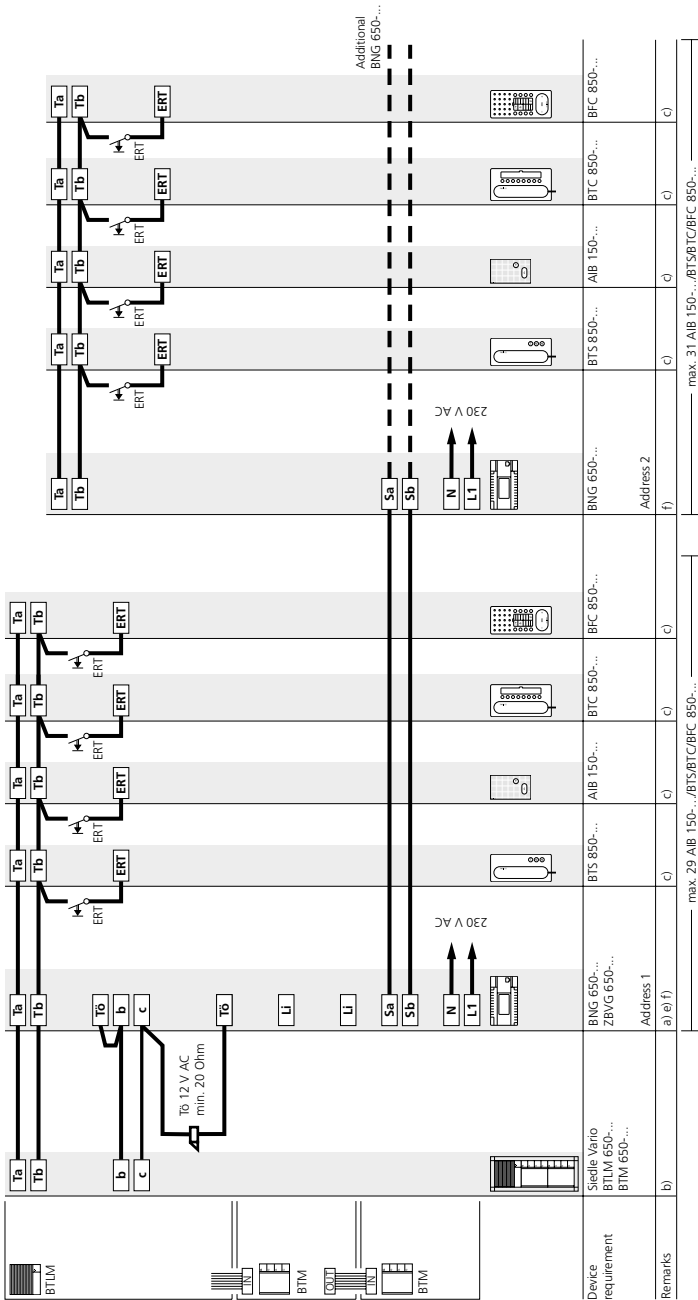 Ta Ta Ta Ta Ta Ta
Tb Tb Tb Tb Tb Tb
BTLM
Ta Ta Ta Ta Ta
Tb Tb Tb Tb Tb
ERT ERT ERT ERT
Tö
b b ERT ERT ERT ERT
c c
ERT ERT ERT ERT
ERT ERT ERT ERT
Tö 12 V AC
min. 20 Ohm
Tö
IN
BTM
Li
OUT
Li
IN
BTM
Additional
BNG 650-...
Sa Sa
Sb Sb
N 230 V AC N 230 V AC
L1 L1
Device
requirement
Siedle Vario
BTLM 650-...
BTM 650-...
BNG 650-...
ZBVG 650-...
Address 1
BTS 850-...
AIB 150-...
BTC 850-...
BFC 850-...
BNG 650-...
Address 2
BTS 850-...
AIB 150-...
BTC 850-...
BFC 850-...
Remarks b) a) e) f) c) c) c) c) f) c) c) c) c)
max. 29 AIB 150-.../BTS/BTC/BFC 850-...
max. 31 AIB 150-.../BTS/BTC/BFC 850-...